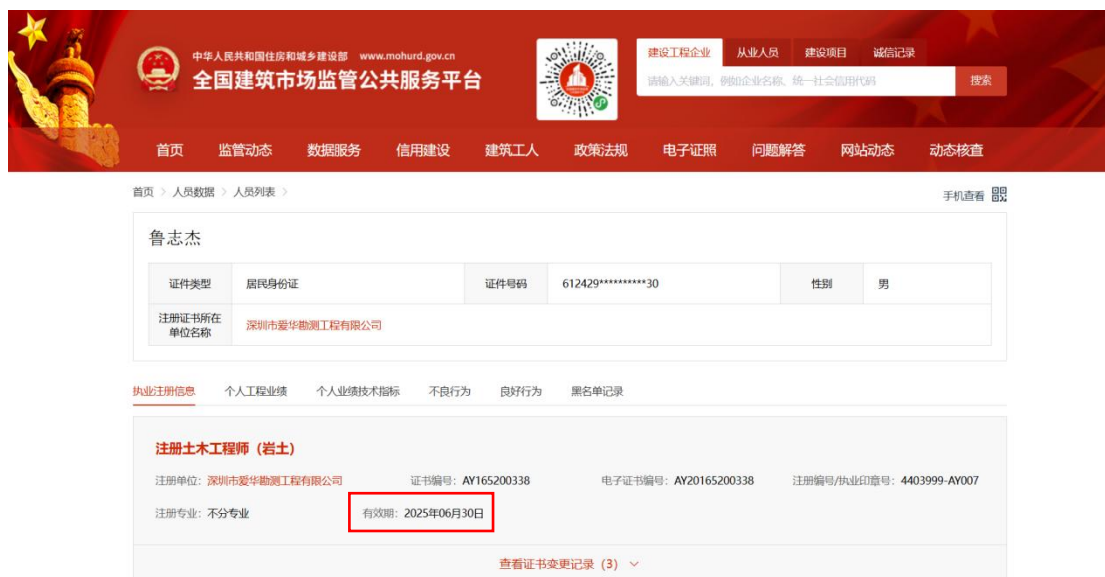 中华人民共和国住房和城乡建设部 www.mohurd.gov.cn
全国建筑市场监管公共服务平台
建设工程企业 从业人员 建设项目 诚信记录
请输入关键词，例如企业名称、统一社会信用代码 搜索
首页 监管动态 数据服务 信用建设 建筑工人 政策法规 电子证照 问题解答 网站动态 动态核查
首页 > 人员数据 > 人员列表 >
手机查看
鲁志杰
证件类型 居民身份证 证件号码 612429**********30 性别 男
注册证书所在
单位名称
深圳市爱华勘测工程有限公司
执业注册信息 个人工程业绩 个人业绩技术指标 不良行为 良好行为 黑名单记录
注册土木工程师（岩土）
注册单位：深圳市爱华勘测工程有限公司 证书编号：AY165200338 电子证书编号：AY20165200338 注册编号/执业印章号：4403999-AY007
注册专业：不分专业 有效期：2025年06月30日
查看证书变更记录（3）